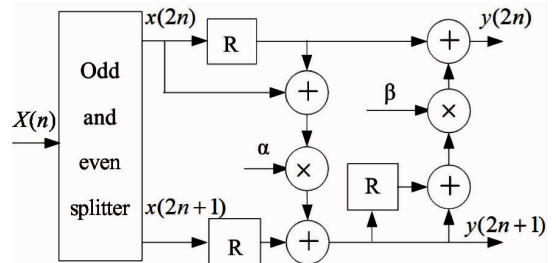 x(2n)
y(2n)
R
Odd
and
even
splitter
+
+
β
×
X(n)
α
×
R
+
x(2n+1)
R
+
y(2n+1)